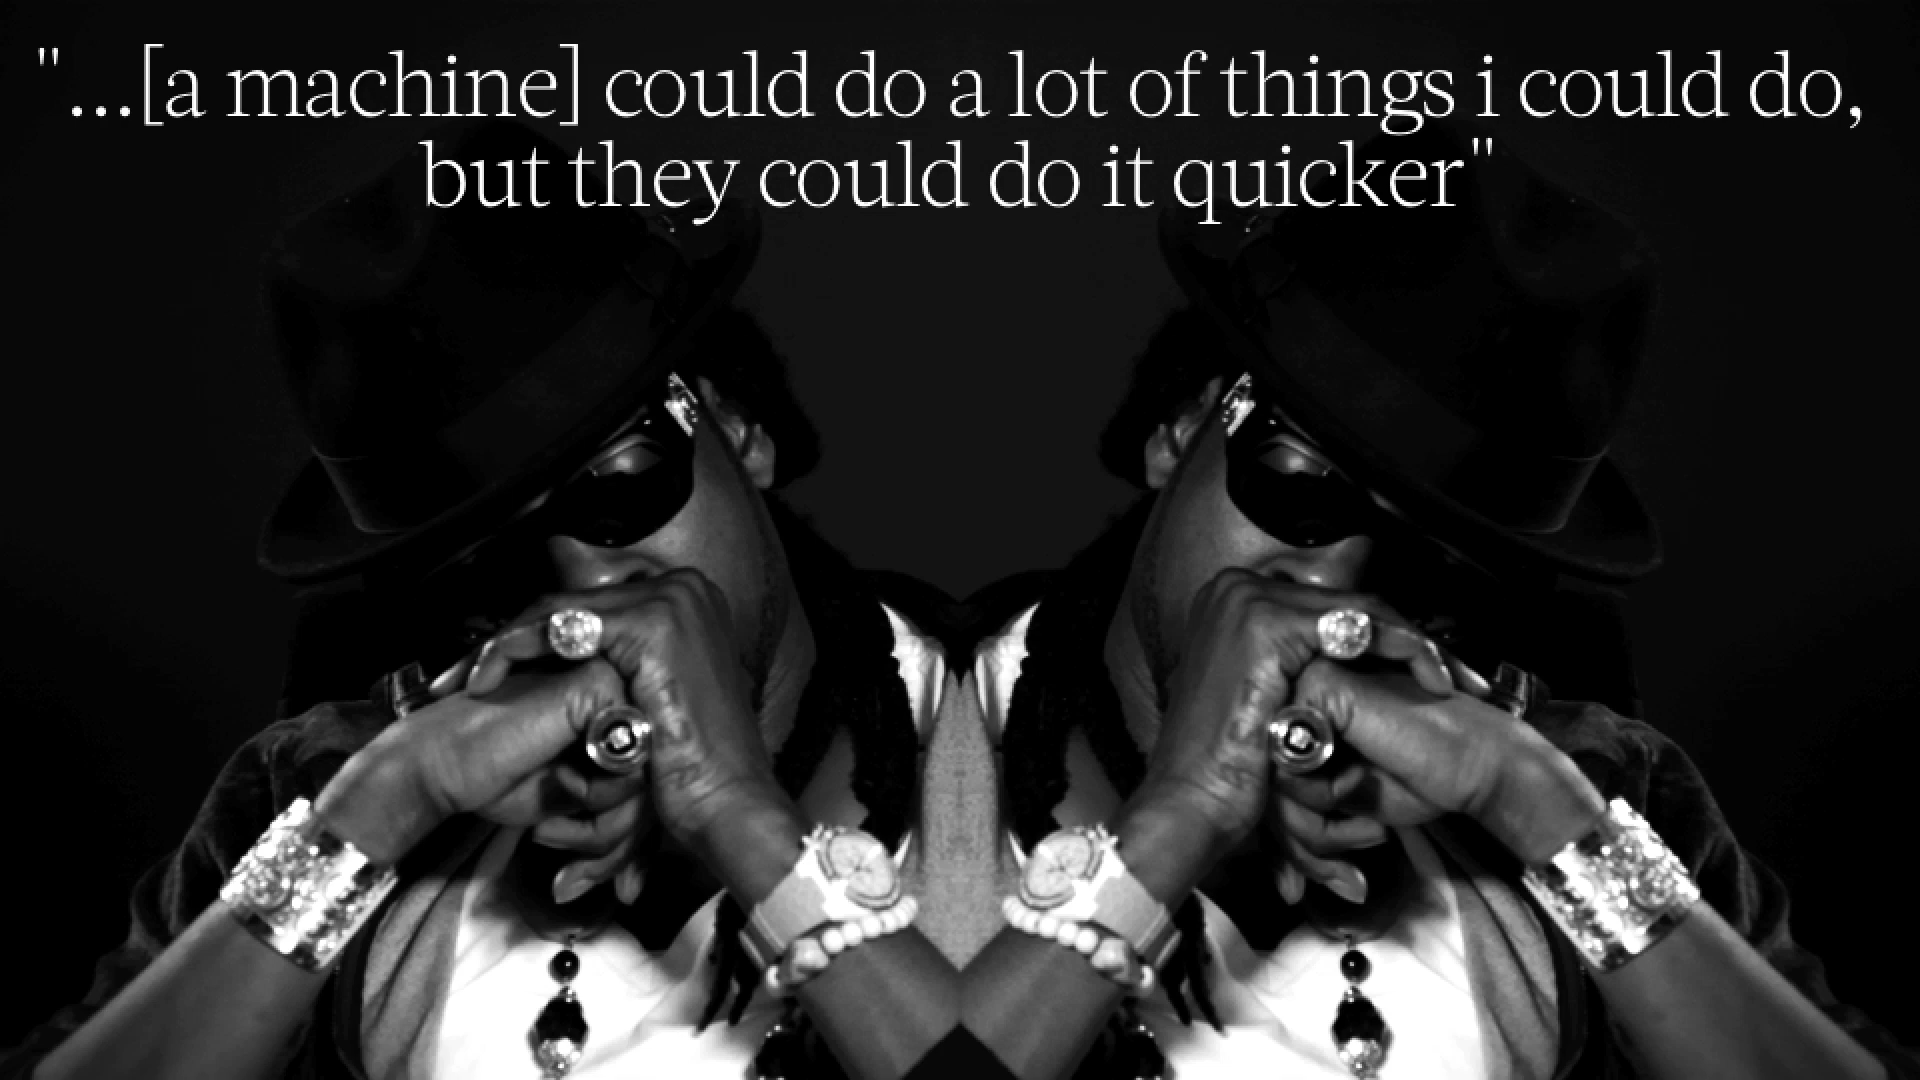 "...[a machine] could do a lot of things i could do,
but they could do it quicker"